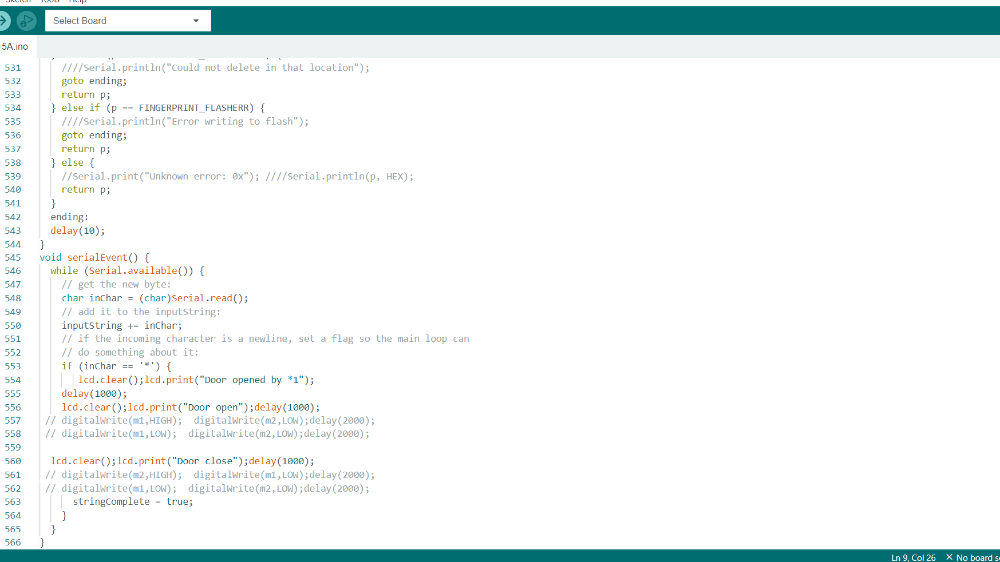 Sketch Tools Help
Select Board
5A.ino
531 ////Serial.println("Could not delete in that location");
532 goto ending;
533 return p;
534 } else if (p == FINGERPRINT_FLASHERR) {
535 ////Serial.println("Error writing to flash");
536 goto ending;
537 return p;
538 } else {
539 //Serial.print("Unknown error: 0x"); ////Serial.println(p, HEX);
540 return p;
541 }
542 ending:
543 delay(10);
544 }
545 void serialEvent() {
546 while (Serial.available()) {
547 // get the new byte:
548 char inChar = (char)Serial.read();
549 // add it to the inputString:
550 inputString += inChar;
551 // if the incoming character is a newline, set a flag so the main loop can
552 // do something about it:
553 if (inChar == '*') {
554 lcd.clear();lcd.print("Door opened by *1");
555 delay(1000);
556 lcd.clear();lcd.print("Door open");delay(1000);
557 // digitalWrite(m1,HIGH);  digitalWrite(m2,LOW);delay(2000);
558 // digitalWrite(m1,LOW);  digitalWrite(m2,LOW);delay(2000);
559
560 lcd.clear();lcd.print("Door close");delay(1000);
561 // digitalWrite(m2,HIGH);  digitalWrite(m1,LOW);delay(2000);
562 // digitalWrite(m1,LOW);  digitalWrite(m2,LOW);delay(2000);
563 stringComplete = true;
564 }
565 }
566 }
Ln 9, Col 26 × No board s